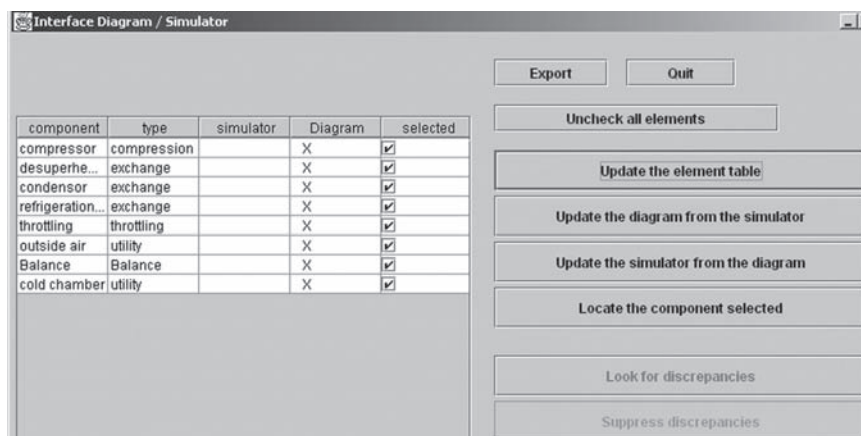 Interface Diagram / Simulator
Export Quit
Uncheck all elements
component type simulator Diagram selected
compressor compression X
desuperhe... exchange X
condensor exchange X
refrigeration... exchange X
throttling throttling X
outside air utility X
Balance Balance X
cold chamber utility X
Update the element table
Update the diagram from the simulator
Update the simulator from the diagram
Locate the component selected
Look for discrepancies
Suppress discrepancies